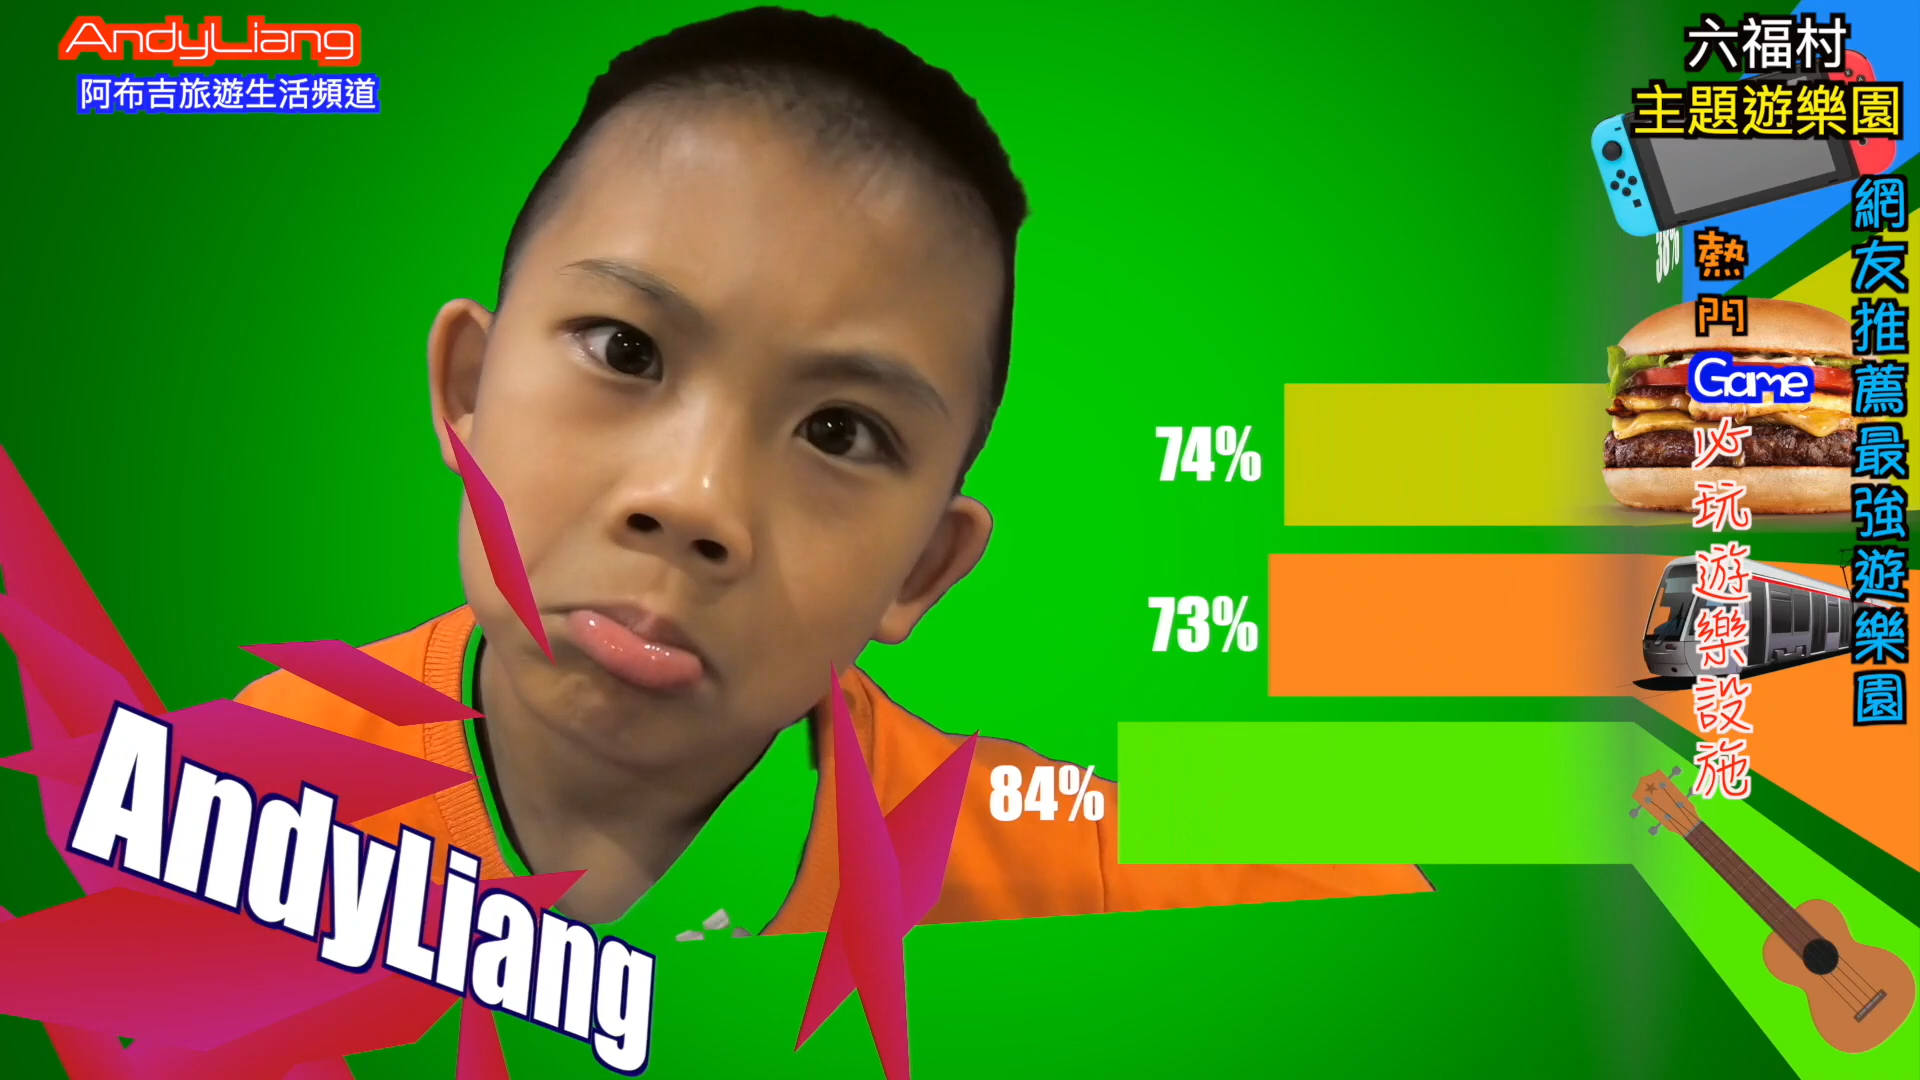 AndyLiang
阿布吉旅遊生活頻道
六福村
主題遊樂園
網友推薦最強遊樂園
熱門Game必玩遊樂設施
38%
74%
73%
84%
AndyLiang